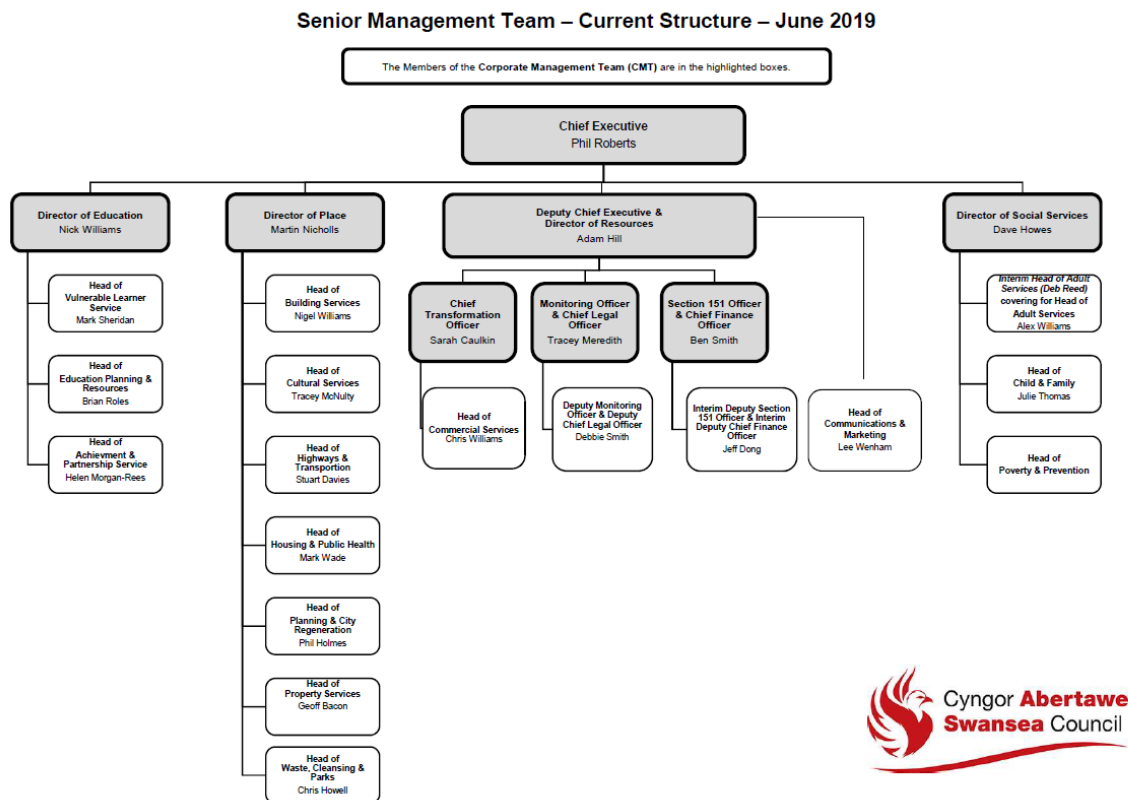 Senior Management Team – Current Structure – June 2019
The Members of the Corporate Management Team (CMT) are in the highlighted boxes.
Chief Executive
Phil Roberts
Director of Education
Nick Williams
Director of Place
Martin Nicholls
Deputy Chief Executive &
Director of Resources
Adam Hill
Director of Social Services
Dave Howes
Head of
Vulnerable Learner
Service
Mark Sheridan
Head of
Education Planning &
Resources
Brian Roles
Head of
Achievment &
Partnership Service
Helen Morgan-Rees
Head of
Building Services
Nigel Williams
Head of
Cultural Services
Tracey McNulty
Head of
Highways &
Transportion
Stuart Davies
Head of
Housing & Public Health
Mark Wade
Head of
Planning & City
Regeneration
Phil Holmes
Head of
Property Services
Geoff Bacon
Head of
Waste, Cleansing &
Parks
Chris Howell
Chief
Transformation
Officer
Sarah Caulkin
Monitoring Officer
& Chief Legal
Officer
Tracey Meredith
Section 151 Officer
& Chief Finance
Officer
Ben Smith
Head of
Commercial Services
Chris Williams
Deputy Monitoring
Officer & Deputy
Chief Legal Officer
Debbie Smith
Interim Deputy Section
151 Officer & Interim
Deputy Chief Finance
Officer
Jeff Dong
Head of
Communications &
Marketing
Lee Wenham
Interim Head of Adult
Services (Deb Reed)
covering for Head of
Adult Services
Alex Williams
Head of
Child & Family
Julie Thomas
Head of
Poverty & Prevention
Cyngor Abertawe
Swansea Council